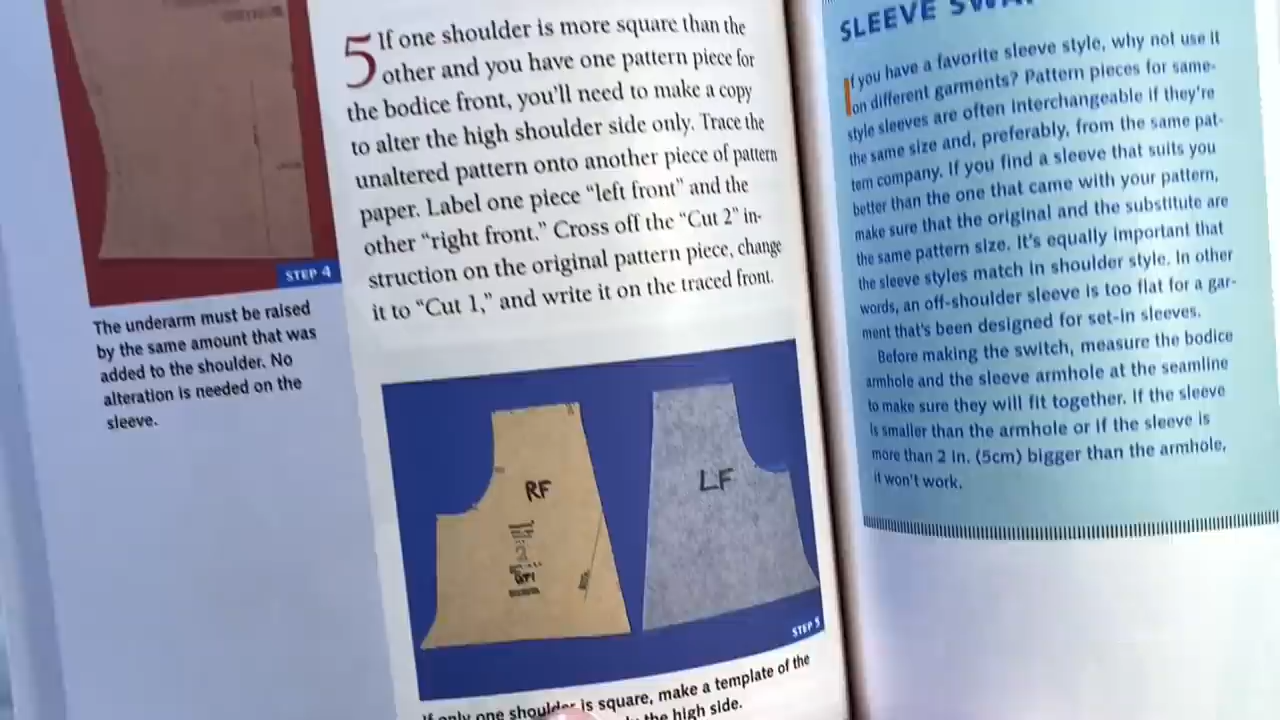 STEP 4
The underarm must be raised
by the same amount that was
added to the shoulder. No
alteration is needed on the
sleeve.
5 If one shoulder is more square than the
other and you have one pattern piece for
the bodice front, you'll need to make a copy
to alter the high shoulder side only. Trace the
unaltered pattern onto another piece of pattern
paper. Label one piece “left front” and the
other “right front.” Cross off the “Cut 2” in-
struction on the original pattern piece, change
it to “Cut 1,” and write it on the traced front.
RF
LF
STEP 5
If only one shoulder is square, make a template of the
the high side.
SLEEVE
If you have a favorite sleeve style, why not use it
on different garments? Pattern pieces for same-
style sleeves are often interchangeable if they're
the same size and, preferably, from the same pat-
tern company. If you find a sleeve that suits you
better than the one that came with your pattern,
make sure that the original and the substitute are
the same pattern size. It's equally important that
the sleeve styles match in shoulder style. In other
words, an off-shoulder sleeve is too flat for a gar-
ment that's been designed for set-in sleeves.
Before making the switch, measure the bodice
armhole and the sleeve armhole at the seamline
to make sure they will fit together. If the sleeve
is smaller than the armhole or if the sleeve is
more than 2 in. (5cm) bigger than the armhole,
it won't work.